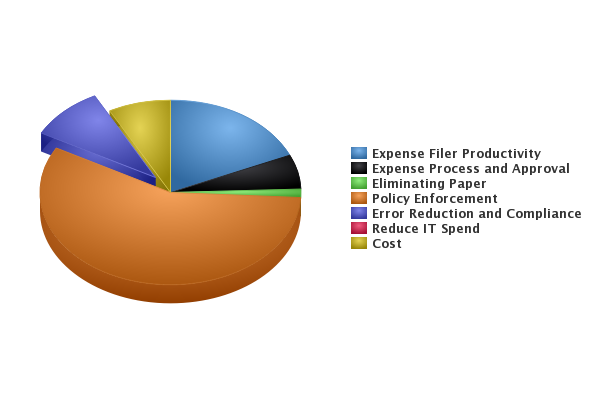 Expense Filer Productivity
Expense Process and Approval
Eliminating Paper
Policy Enforcement
Error Reduction and Compliance
Reduce IT Spend
Cost